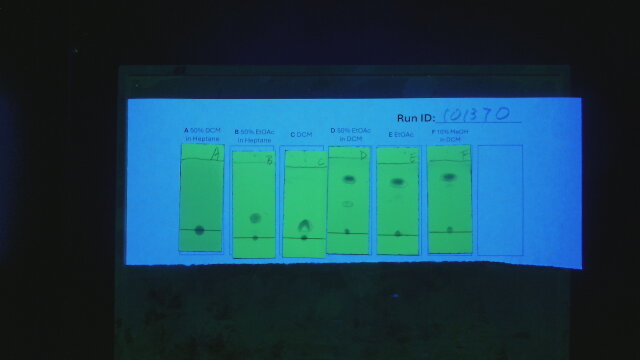 Run ID: 101370
A 50% DCM in Heptane
B 50% EtOAc in Heptane
C DCM
D 50% EtOAc in DCM
E EtOAc
F 10% MeOH in DCM
A
B
C
D
E
F